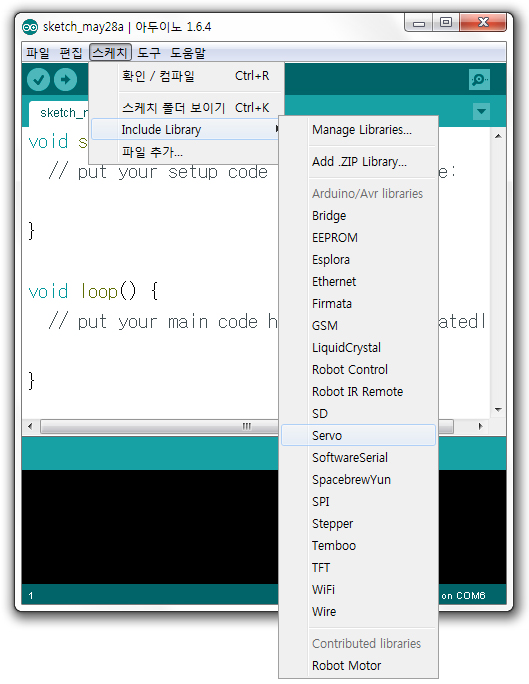 sketch_may28a | 아두이노 1.6.4
파일 편집 스케치 도구 도움말
확인 / 컴파일 Ctrl+R
스케치 폴더 보이기 Ctrl+K
Include Library
파일 추가...
sketch_
void s
// put your setup code e:
}
void loop() {
// put your main code h atedl
}
Manage Libraries...
Add .ZIP Library...
Arduino/Avr libraries
Bridge
EEPROM
Esplora
Ethernet
Firmata
GSM
LiquidCrystal
Robot Control
Robot IR Remote
SD
Servo
SoftwareSerial
SpacebrewYun
SPI
Stepper
Temboo
TFT
WiFi
Wire
Contributed libraries
Robot Motor
1 on COM6